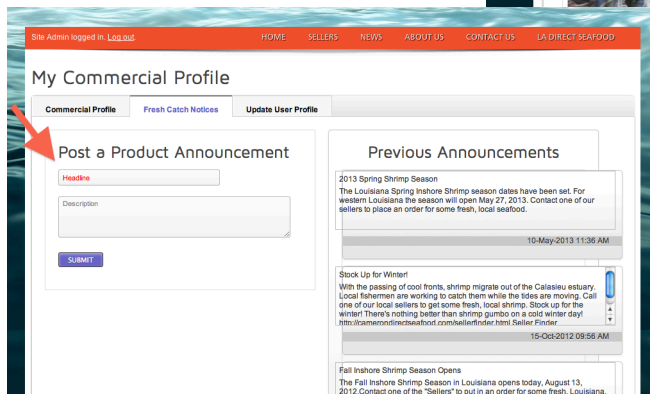 Site Admin logged in. Log out.
HOME SELLERS NEWS ABOUT US CONTACT US LA DIRECT SEAFOOD
My Commercial Profile
Commercial Profile Fresh Catch Notices Update User Profile
Post a Product Announcement
Headline
Description
SUBMIT
Previous Announcements
2013 Spring Shrimp Season
The Louisiana Spring Inshore Shrimp season dates have been set. For
western Louisiana the season will open May 27, 2013. Contact one of our
sellers to place an order for some fresh, local seafood.
10-May-2013 11:36 AM
Stock Up for Winter!
With the passing of cool fronts, shrimp migrate out of the Calasieu estuary.
Local fishermen are working to catch them while the tides are moving. Call
one of our local sellers to get some fresh, local shrimp. Stock up for the
winter! There's nothing better than shrimp gumbo on a cold winter day!
http://camerondirectseafood.com/sellerfinder.html Seller Finder
15-Oct-2012 09:56 AM
Fall Inshore Shrimp Season Opens
The Fall Inshore Shrimp Season in Louisiana opens today, August 13,
2012.Contact one of the "Sellers" to put in an order for some fresh, Louisiana,